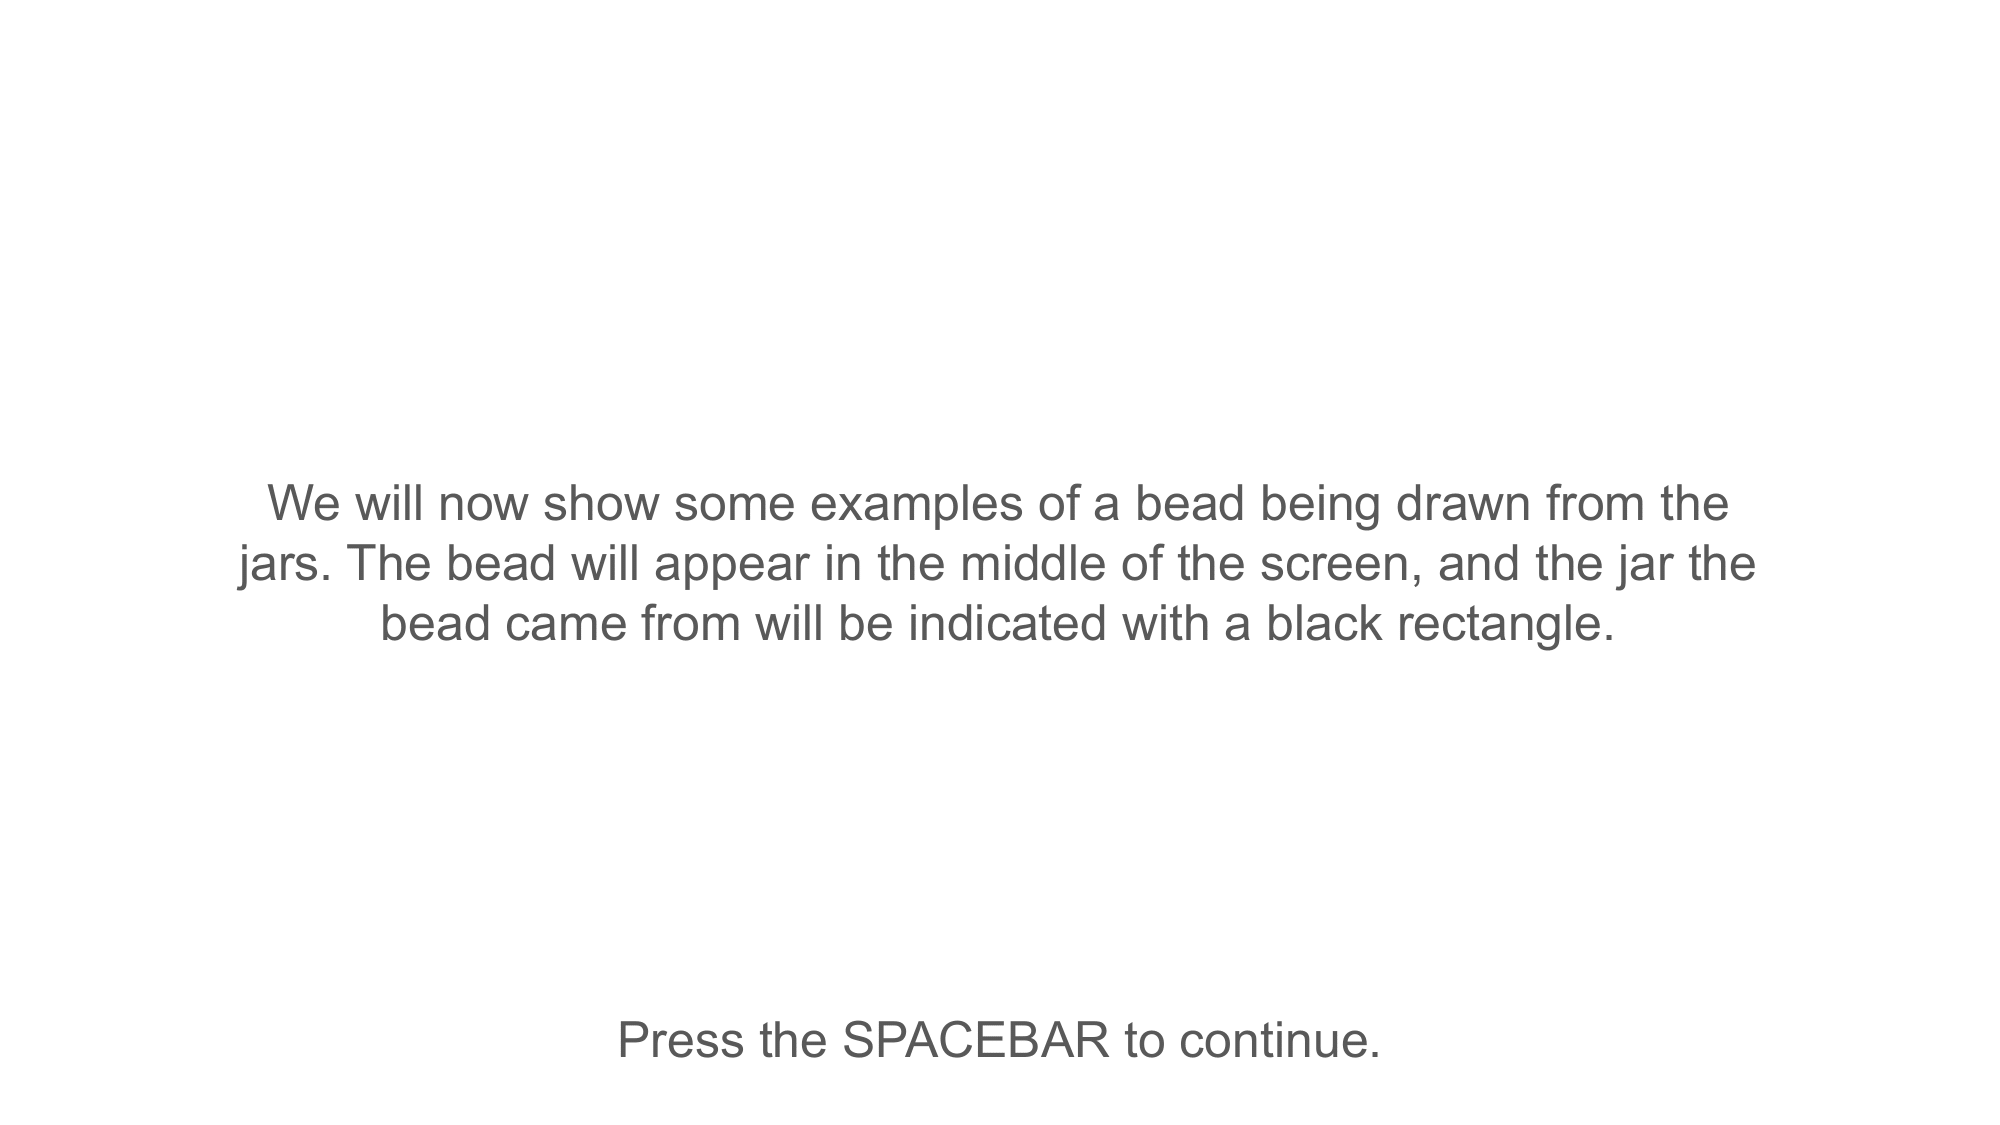 We will now show some examples of a bead being drawn from the
jars. The bead will appear in the middle of the screen, and the jar the
bead came from will be indicated with a black rectangle.
Press the SPACEBAR to continue.